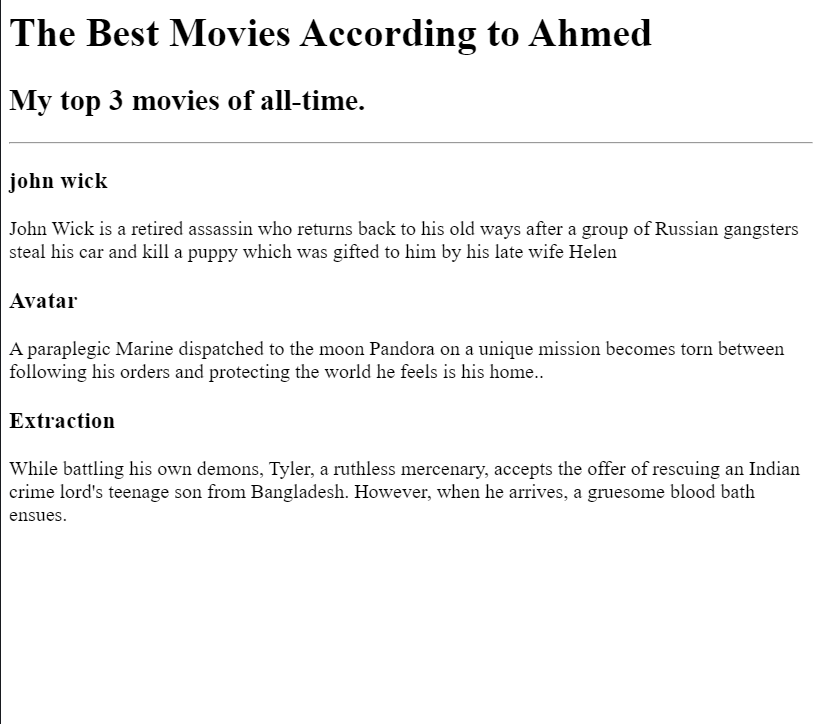 The Best Movies According to Ahmed
My top 3 movies of all-time.
john wick
John Wick is a retired assassin who returns back to his old ways after a group of Russian gangsters
steal his car and kill a puppy which was gifted to him by his late wife Helen
Avatar
A paraplegic Marine dispatched to the moon Pandora on a unique mission becomes torn between
following his orders and protecting the world he feels is his home..
Extraction
While battling his own demons, Tyler, a ruthless mercenary, accepts the offer of rescuing an Indian
crime lord's teenage son from Bangladesh. However, when he arrives, a gruesome blood bath
ensues.